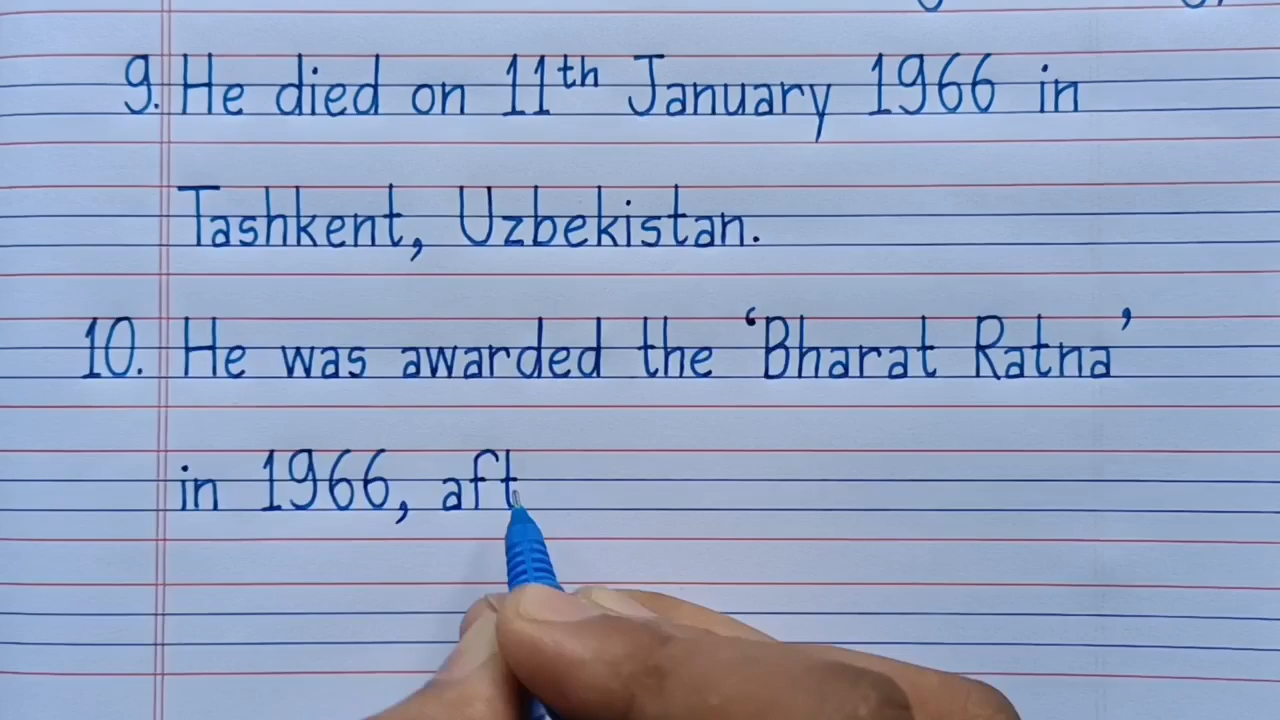 9. He died on 11th January 1966 in
Tashkent, Uzbekistan.
10. He was awarded the ‘Bharat Ratna’
in 1966, aft